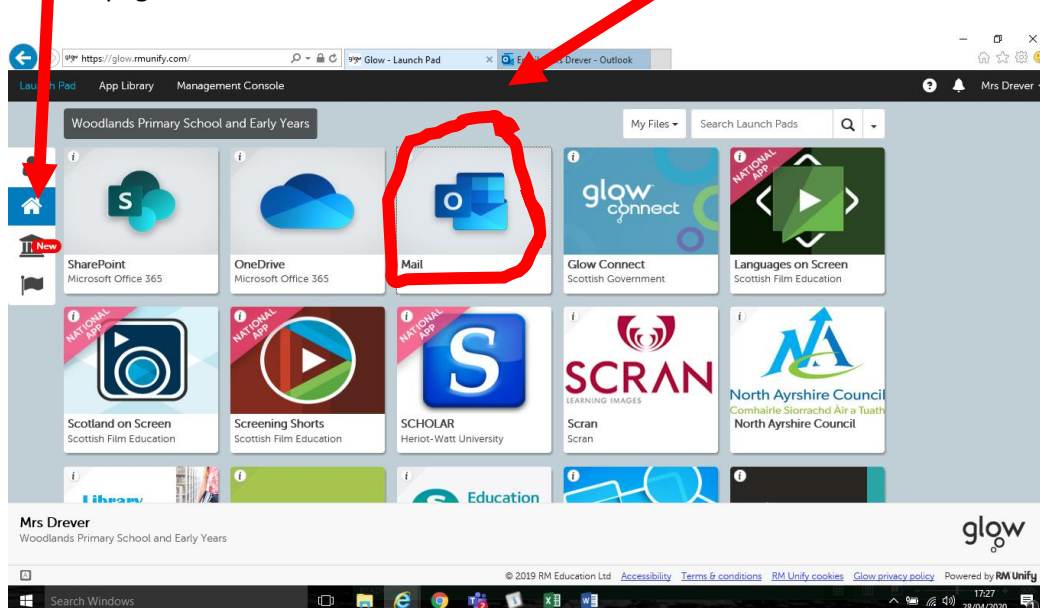 https://glow.rmunify.com/
Glow - Launch Pad
Drever - Outlook
Launch Pad
App Library
Management Console
Mrs Drever
Woodlands Primary School and Early Years
My Files
Search Launch Pads
New
SharePoint
Microsoft Office 365
OneDrive
Microsoft Office 365
Mail
glow connect
Glow Connect
Scottish Government
NATIONAL APP
Languages on Screen
Scottish Film Education
NATIONAL APP
Scotland on Screen
Scottish Film Education
NATIONAL APP
Screening Shorts
Scottish Film Education
NATIONAL APP
S
SCHOLAR
Heriot-Watt University
SCRAN
LEARNING IMAGES
Scran
Scran
NA
North Ayrshire Council
Comhairle Siorrachd Àir a Tuath
North Ayrshire Council
Library
Education
Mrs Drever
Woodlands Primary School and Early Years
glow
© 2019 RM Education Ltd Accessibility Terms & conditions RM Unify cookies Glow privacy policy Powered by RM Unify
Search Windows
17:27
28/04/2020